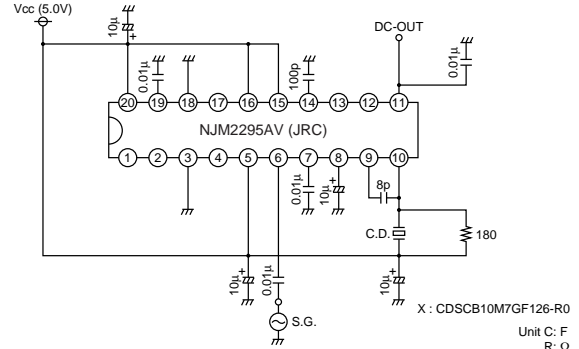 Vcc (5.0V)
10µ
+
DC-OUT
0.01µ
100p
0.01µ
20 19 18 17 16 15 14 13 12 11
NJM2295AV (JRC)
1 2 3 4 5 6 7 8 9 10
0.01µ
10µ
+
8p
C.D.
180
10µ
+
0.01µ
10µ
+
S.G.
X : CDSCB10M7GF126-R0
Unit C: F
R: Ω